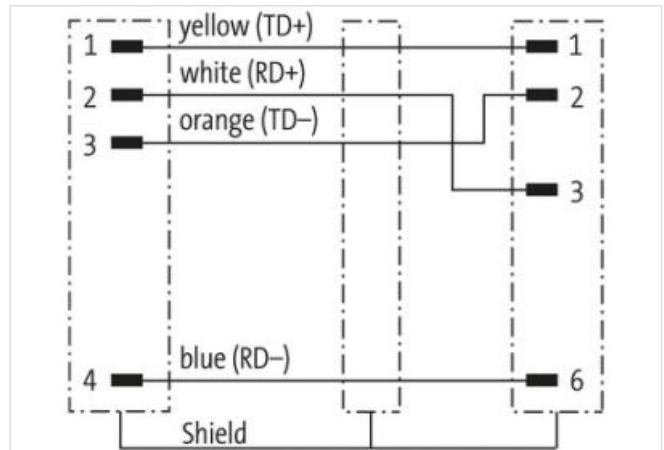 yellow (TD+)
1 1
white (RD+)
2 2
orange (TD–)
3
3
blue (RD–)
4 6
Shield